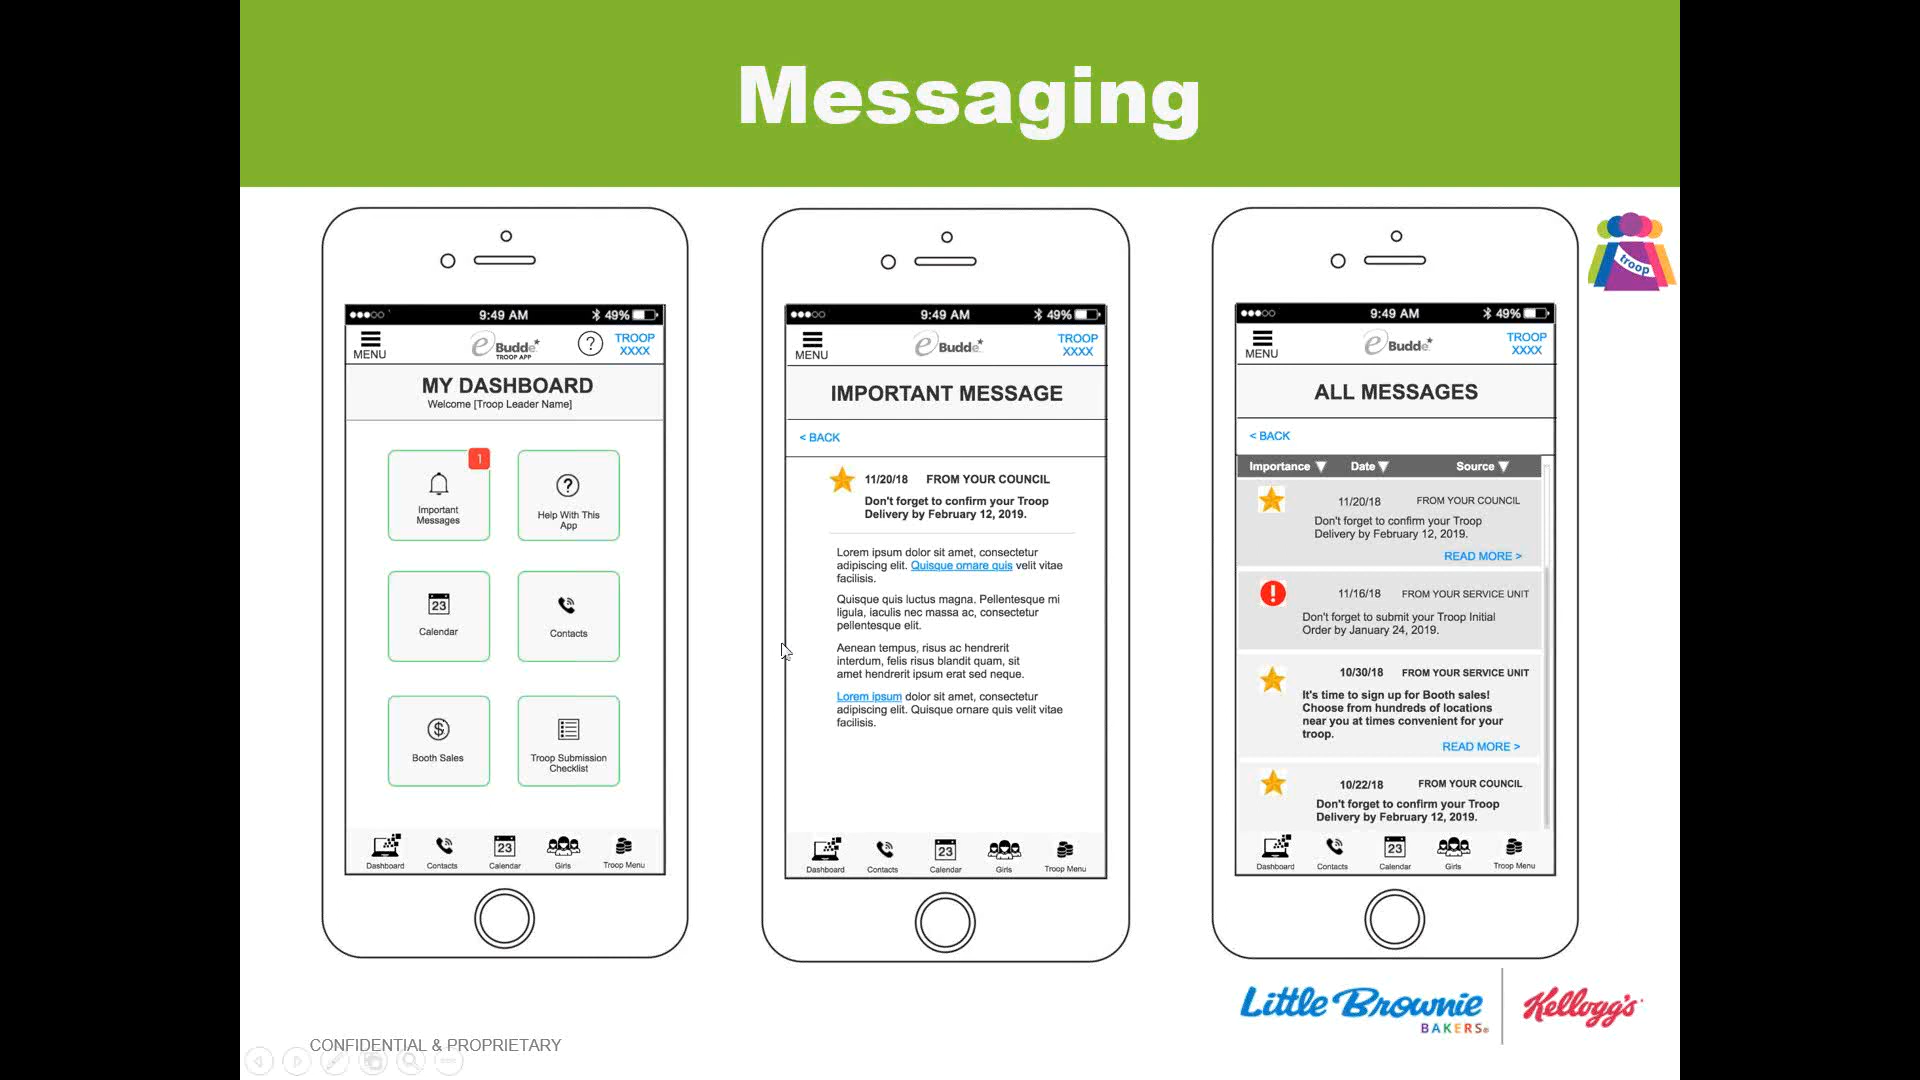 Messaging
troop
9:49 AM
49%
MENU
eBudde
TROOP APP
?
TROOP
XXXX
MY DASHBOARD
Welcome [Troop Leader Name]
1
Important
Messages
?
Help With This
App
23
Calendar
Contacts
$
Booth Sales
Troop Submission
Checklist
Dashboard
Contacts
23
Calendar
Girls
Troop Menu
9:49 AM
49%
MENU
eBudde
TROOP
XXXX
IMPORTANT MESSAGE
< BACK
11/20/18 FROM YOUR COUNCIL
Don't forget to confirm your Troop
Delivery by February 12, 2019.
Lorem ipsum dolor sit amet, consectetur
adipiscing elit. Quisque ornare quis velit vitae
facilisis.
Quisque quis luctus magna. Pellentesque mi
ligula, iaculis nec massa ac, consectetur
pellentesque elit.
Aenean tempus, risus ac hendrerit
interdum, felis risus blandit quam, sit
amet hendrerit ipsum erat sed neque.
Lorem ipsum dolor sit amet, consectetur
adipiscing elit. Quisque ornare quis velit vitae
facilisis.
Dashboard
Contacts
23
Calendar
Girls
Troop Menu
9:49 AM
49%
MENU
eBudde
TROOP
XXXX
ALL MESSAGES
< BACK
Importance Date Source
11/20/18 FROM YOUR COUNCIL
Don't forget to confirm your Troop
Delivery by February 12, 2019.
READ MORE >
!
11/16/18 FROM YOUR SERVICE UNIT
Don't forget to submit your Troop Initial
Order by January 24, 2019.
10/30/18 FROM YOUR SERVICE UNIT
It's time to sign up for Booth sales!
Choose from hundreds of locations
near you at times convenient for your
troop.
READ MORE >
10/22/18 FROM YOUR COUNCIL
Don't forget to confirm your Troop
Delivery by February 12, 2019.
Dashboard
Contacts
23
Calendar
Girls
Troop Menu
Little Brownie
BAKERS®
Kellogg's
CONFIDENTIAL & PROPRIETARY